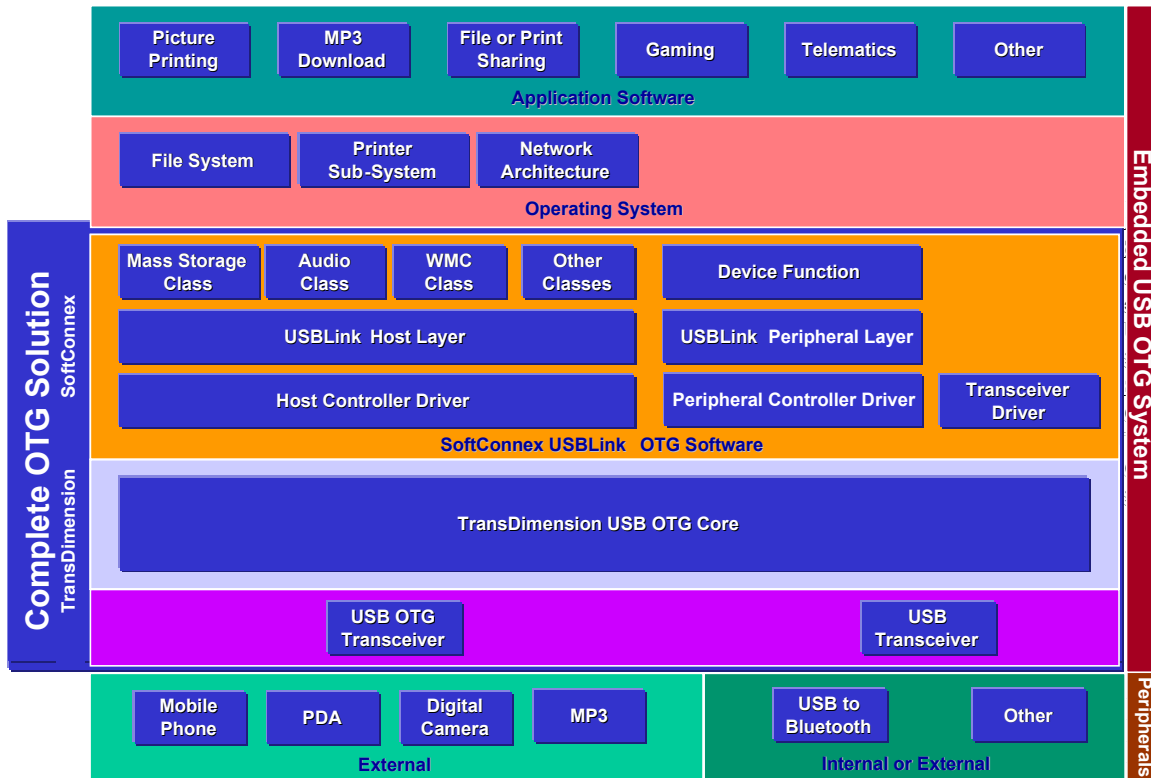 Picture
Printing
MP3
Download
File or Print
Sharing
Gaming
Telematics
Other
Application Software
File System
Printer
Sub-System
Network
Architecture
Operating System
Mass Storage
Class
Audio
Class
WMC
Class
Other
Classes
Device Function
USBLink Host Layer
USBLink Peripheral Layer
Host Controller Driver
Peripheral Controller Driver
Transceiver
Driver
SoftConnex USBLink OTG Software
TransDimension USB OTG Core
USB OTG
Transceiver
USB
Transceiver
Mobile
Phone
PDA
Digital
Camera
MP3
External
USB to
Bluetooth
Other
Internal or External
Complete OTG Solution
TransDimension
SoftConnex
Embedded USB OTG System
Peripherals